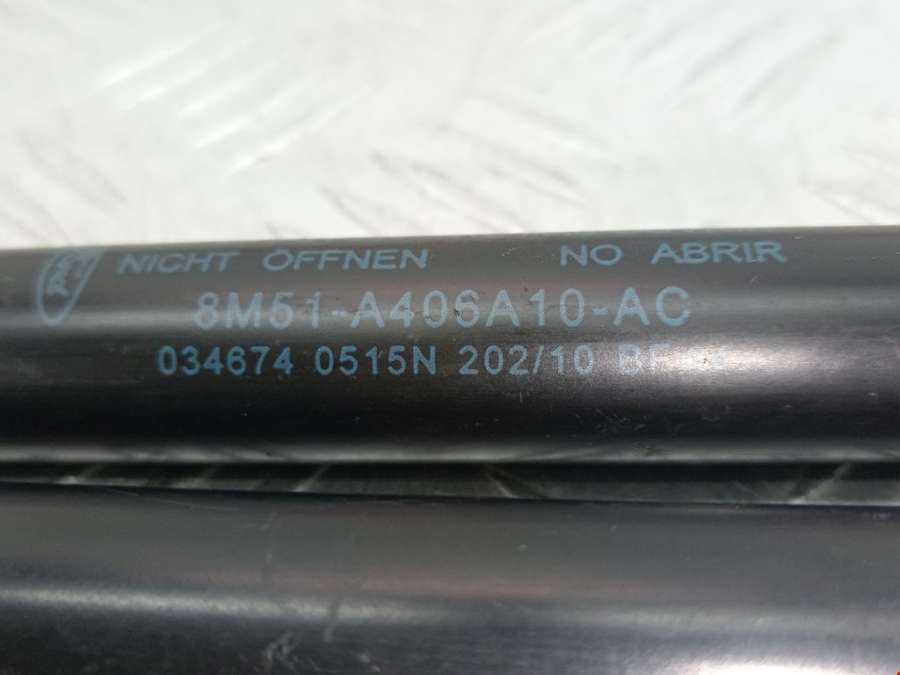 NICHT ÖFFNEN NO ABRIR
8M51-A406A10-AC
034674 0515N 202/10